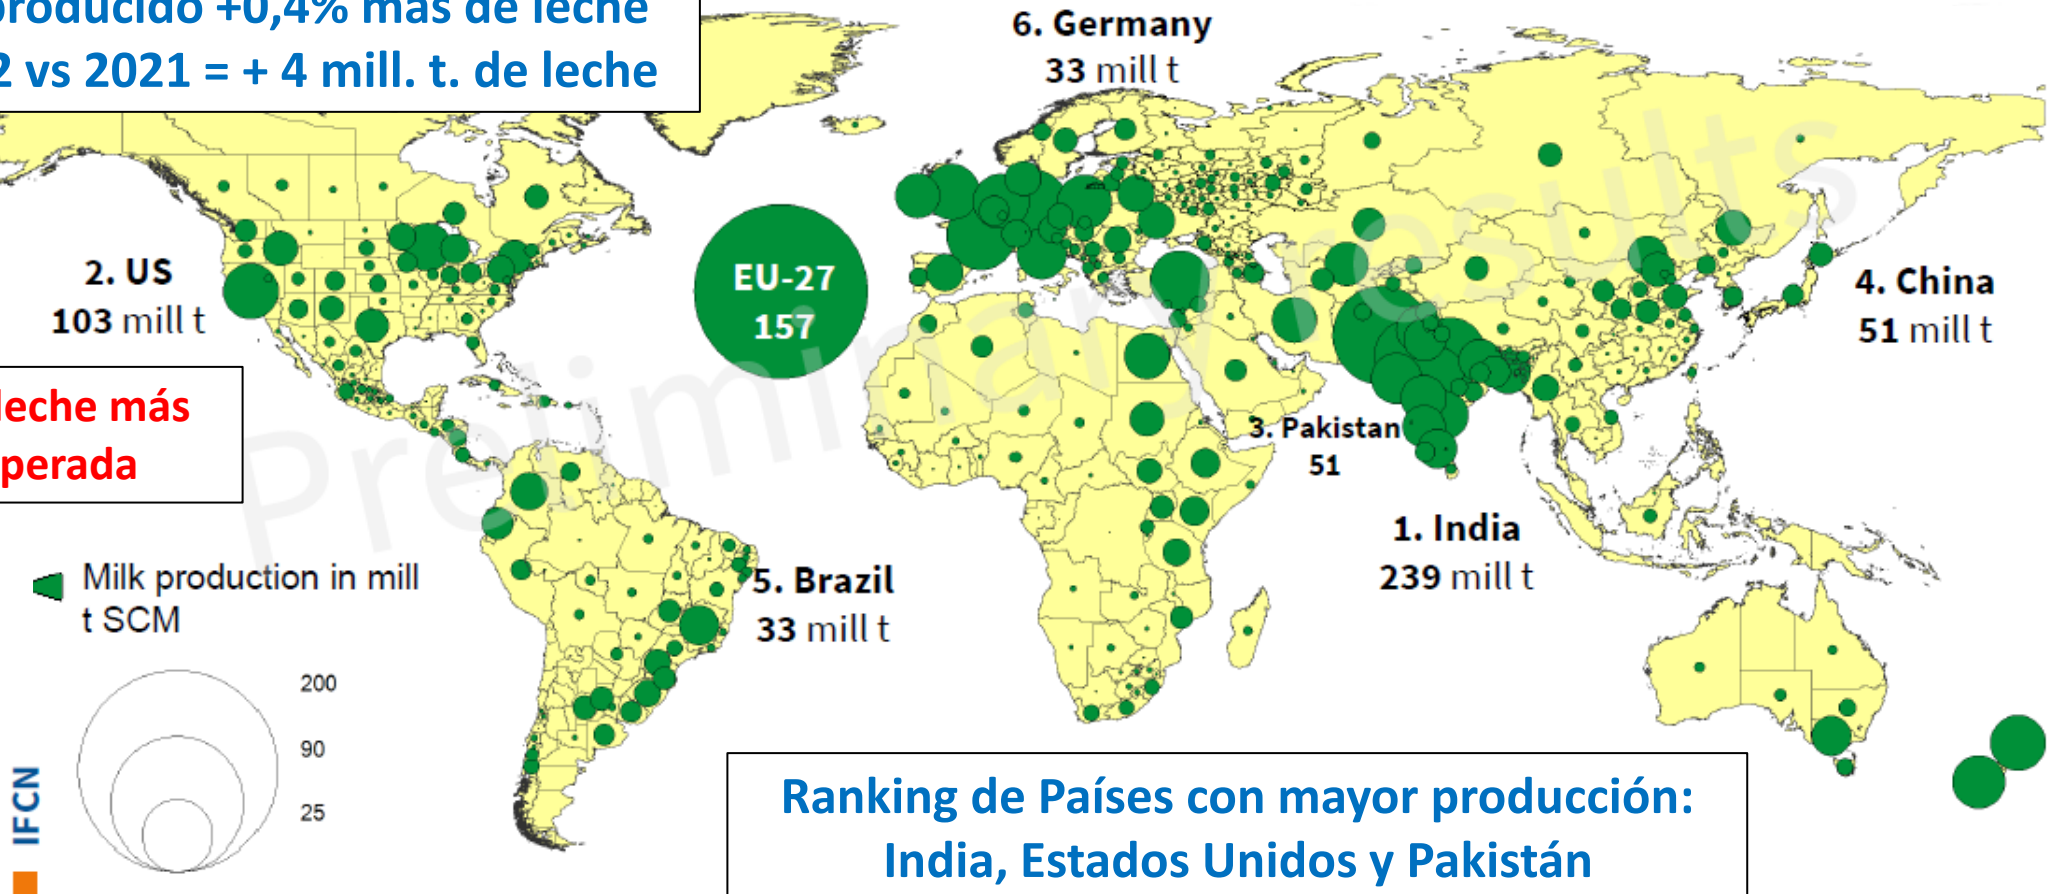 producido +0,4% más de leche
2 vs 2021 = + 4 mill. t. de leche
6. Germany
33 mill t
2. US
103 mill t
EU-27
157
4. China
51 mill t
leche más
perada
3. Pakistan
51
1. India
239 mill t
5. Brazil
33 mill t
Milk production in mill
t SCM
200
90
25
IFCN
Preliminary results
Ranking de Países con mayor producción:
India, Estados Unidos y Pakistán